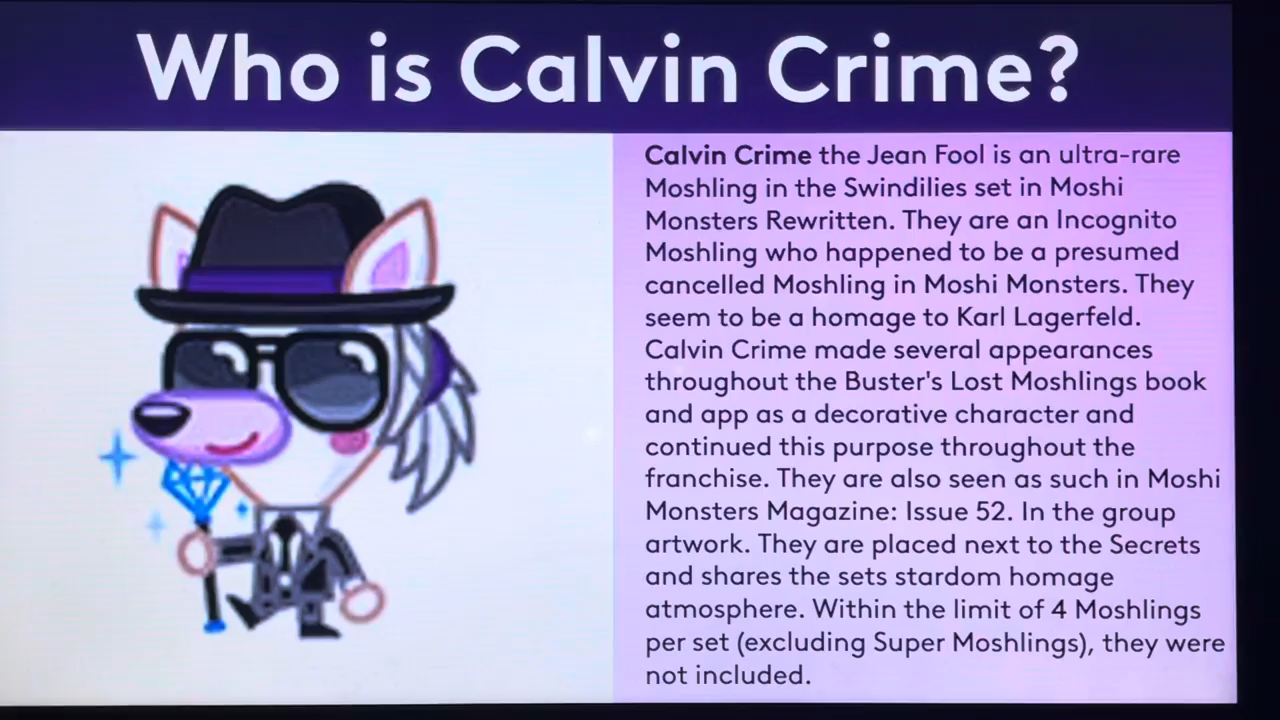 Who is Calvin Crime?
Calvin Crime the Jean Fool is an ultra-rare
Moshling in the Swindilies set in Moshi
Monsters Rewritten. They are an Incognito
Moshling who happened to be a presumed
cancelled Moshling in Moshi Monsters. They
seem to be a homage to Karl Lagerfeld.
Calvin Crime made several appearances
throughout the Buster's Lost Moshlings book
and app as a decorative character and
continued this purpose throughout the
franchise. They are also seen as such in Moshi
Monsters Magazine: Issue 52. In the group
artwork. They are placed next to the Secrets
and shares the sets stardom homage
atmosphere. Within the limit of 4 Moshlings
per set (excluding Super Moshlings), they were
not included.